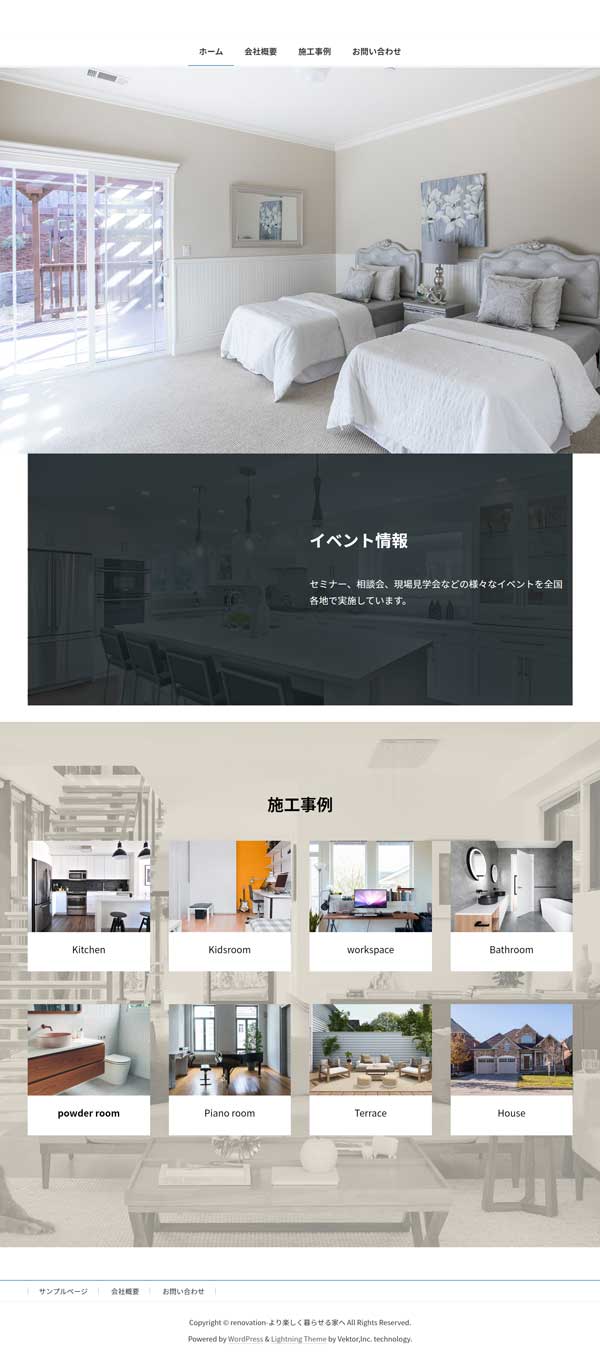 ホーム 会社概要 施工事例 お問い合わせ
イベント情報
セミナー、相談会、現場見学会などの様々なイベントを全国
各地で実施しています。
施工事例
Kitchen Kidsroom workspace Bathroom
powder room Piano room Terrace House
サンプルページ 会社概要 お問い合わせ
Copyright © renovation-より楽しく暮らせる家へ All Rights Reserved.
Powered by WordPress & Lightning Theme by Vektor,Inc. technology.